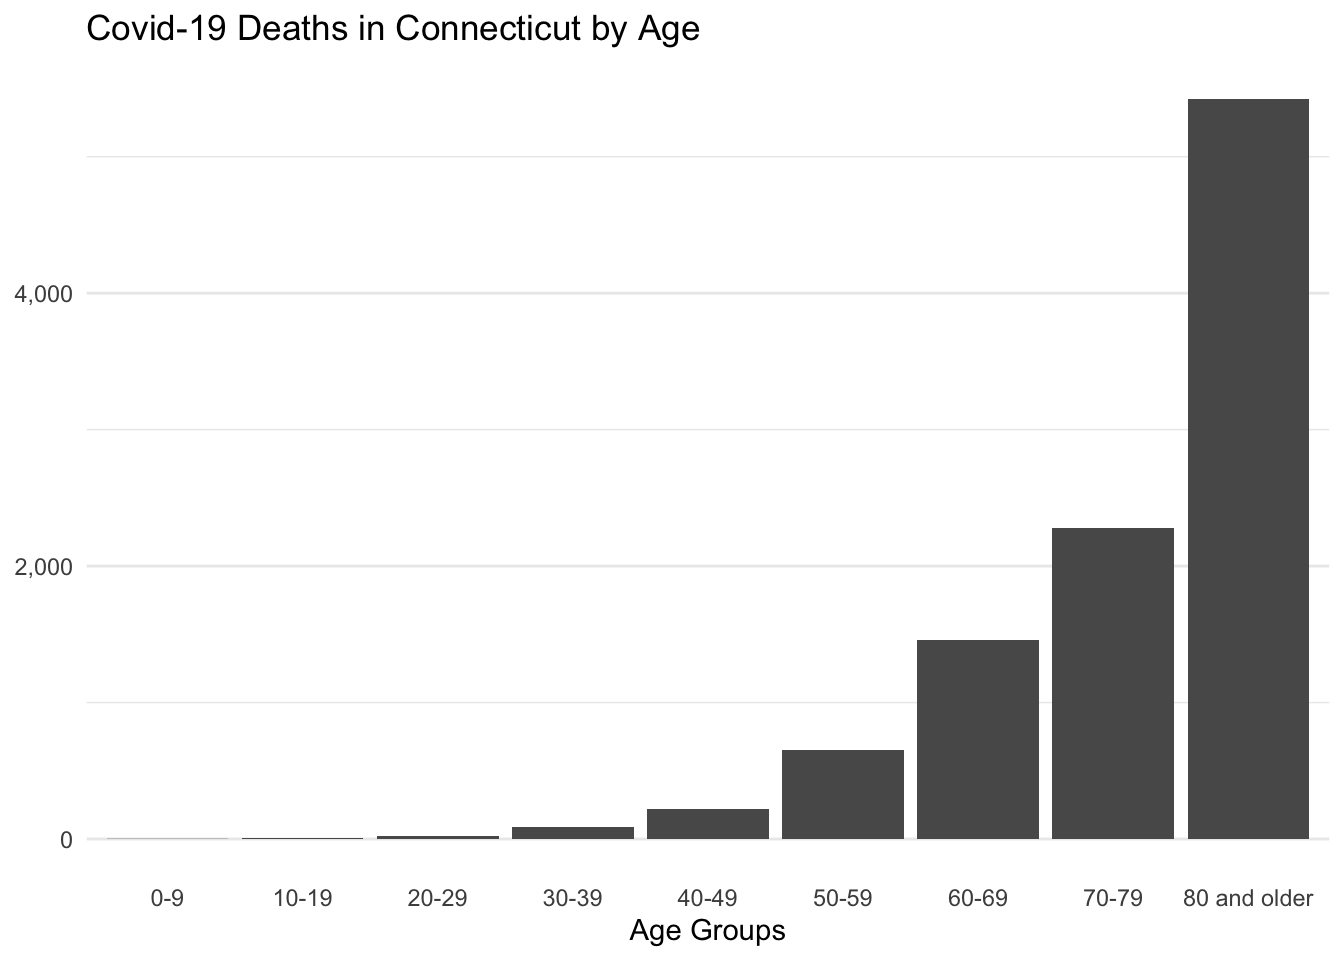 Covid-19 Deaths in Connecticut by Age
4,000
2,000
0
0-9 10-19 20-29 30-39 40-49 50-59 60-69 70-79 80 and older
Age Groups